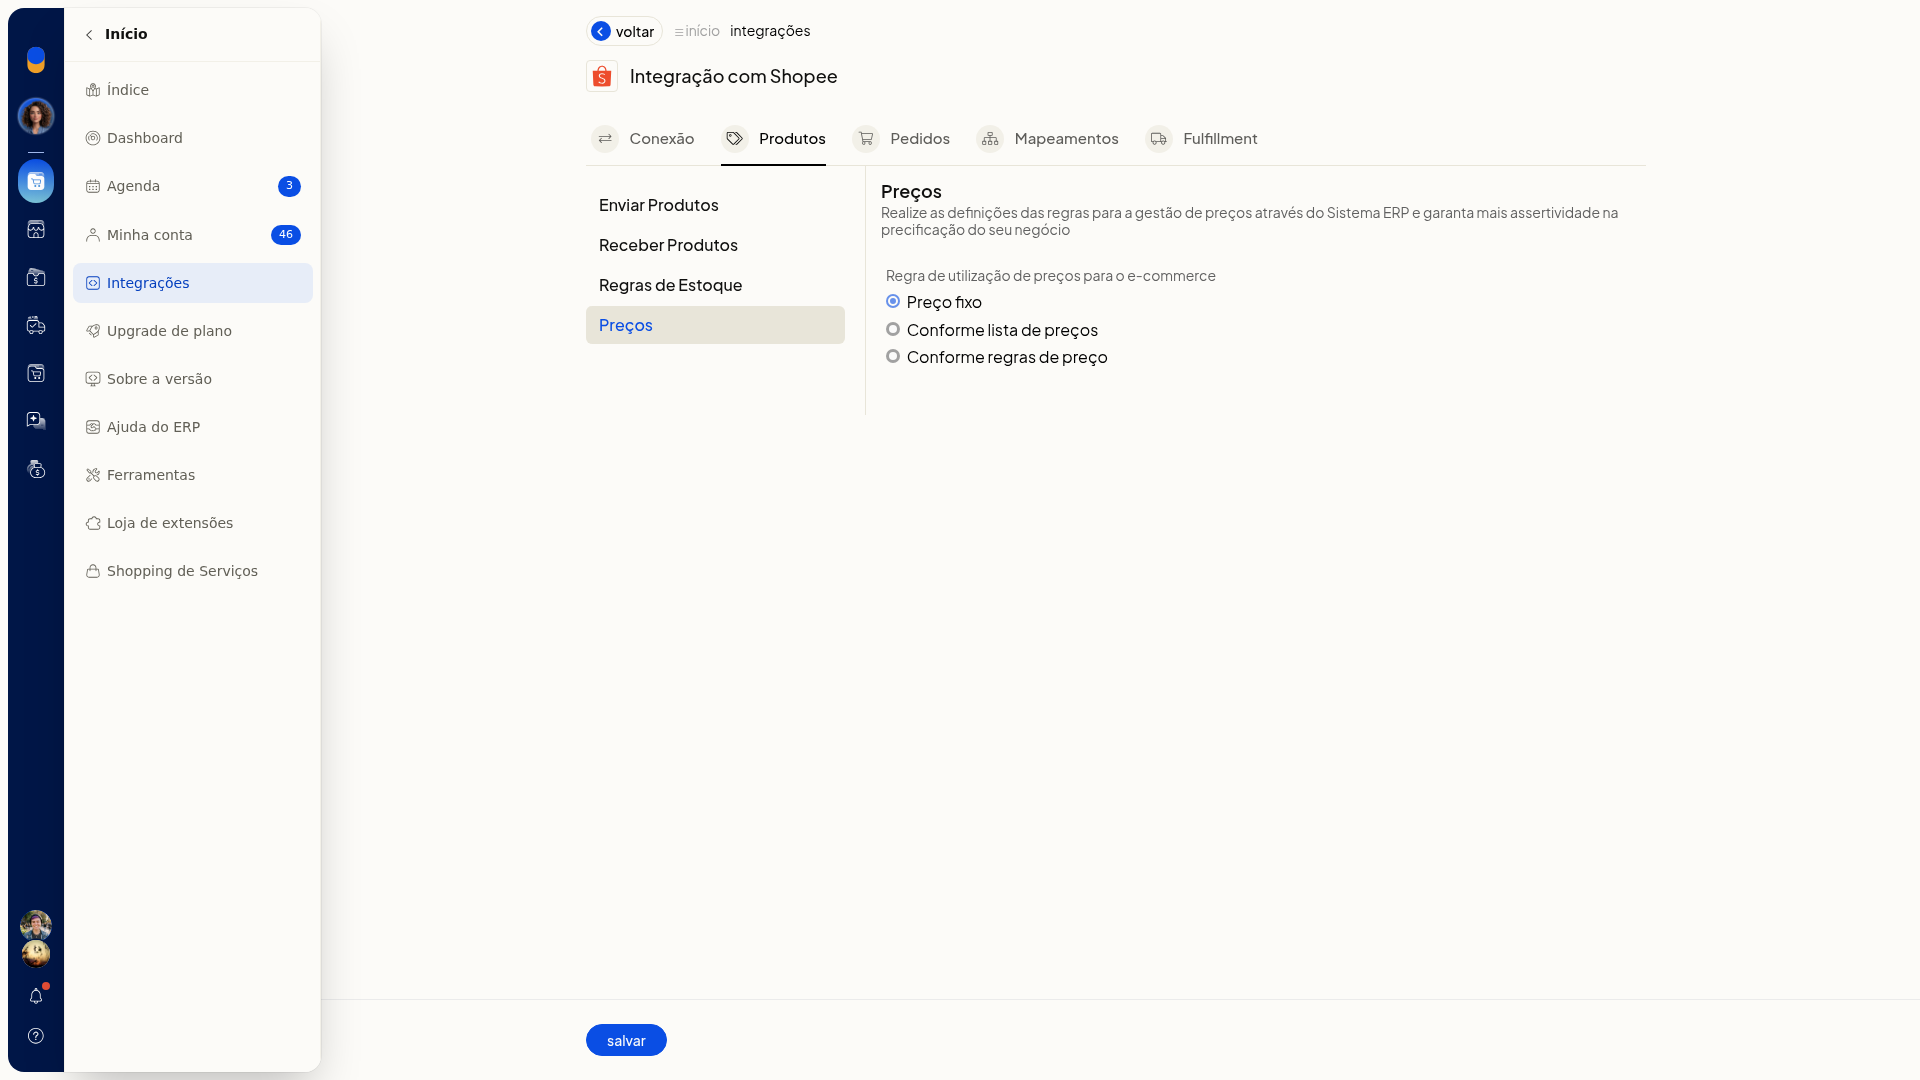 Início
Índice
Dashboard
Agenda
3
Minha conta
46
Integrações
Upgrade de plano
Sobre a versão
Ajuda do ERP
Ferramentas
Loja de extensões
Shopping de Serviços
voltar
início
integrações
Integração com Shopee
Conexão
Produtos
Pedidos
Mapeamentos
Fulfillment
Enviar Produtos
Receber Produtos
Regras de Estoque
Preços
Preços
Realize as definições das regras para a gestão de preços através do Sistema ERP e garanta mais assertividade na
precificação do seu negócio
Regra de utilização de preços para o e-commerce
Preço fixo
Conforme lista de preços
Conforme regras de preço
salvar